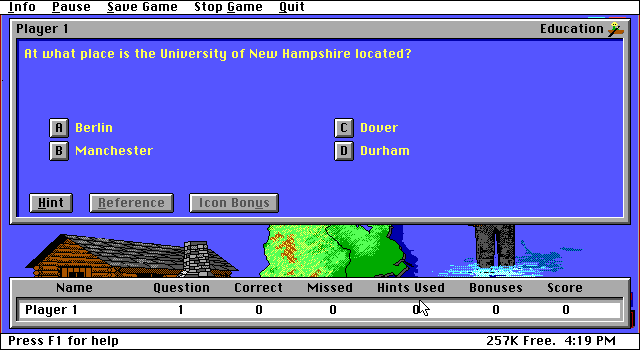 Info Pause Save Game Stop Game Quit
Player 1 Education
At what place is the University of New Hampshire located?
A Berlin C Dover
B Manchester D Durham
Hint Reference Icon Bonus
Name Question Correct Missed Hints Used Bonuses Score
Player 1 1 0 0 0 0 0
Press F1 for help 257K Free. 4:19 PM